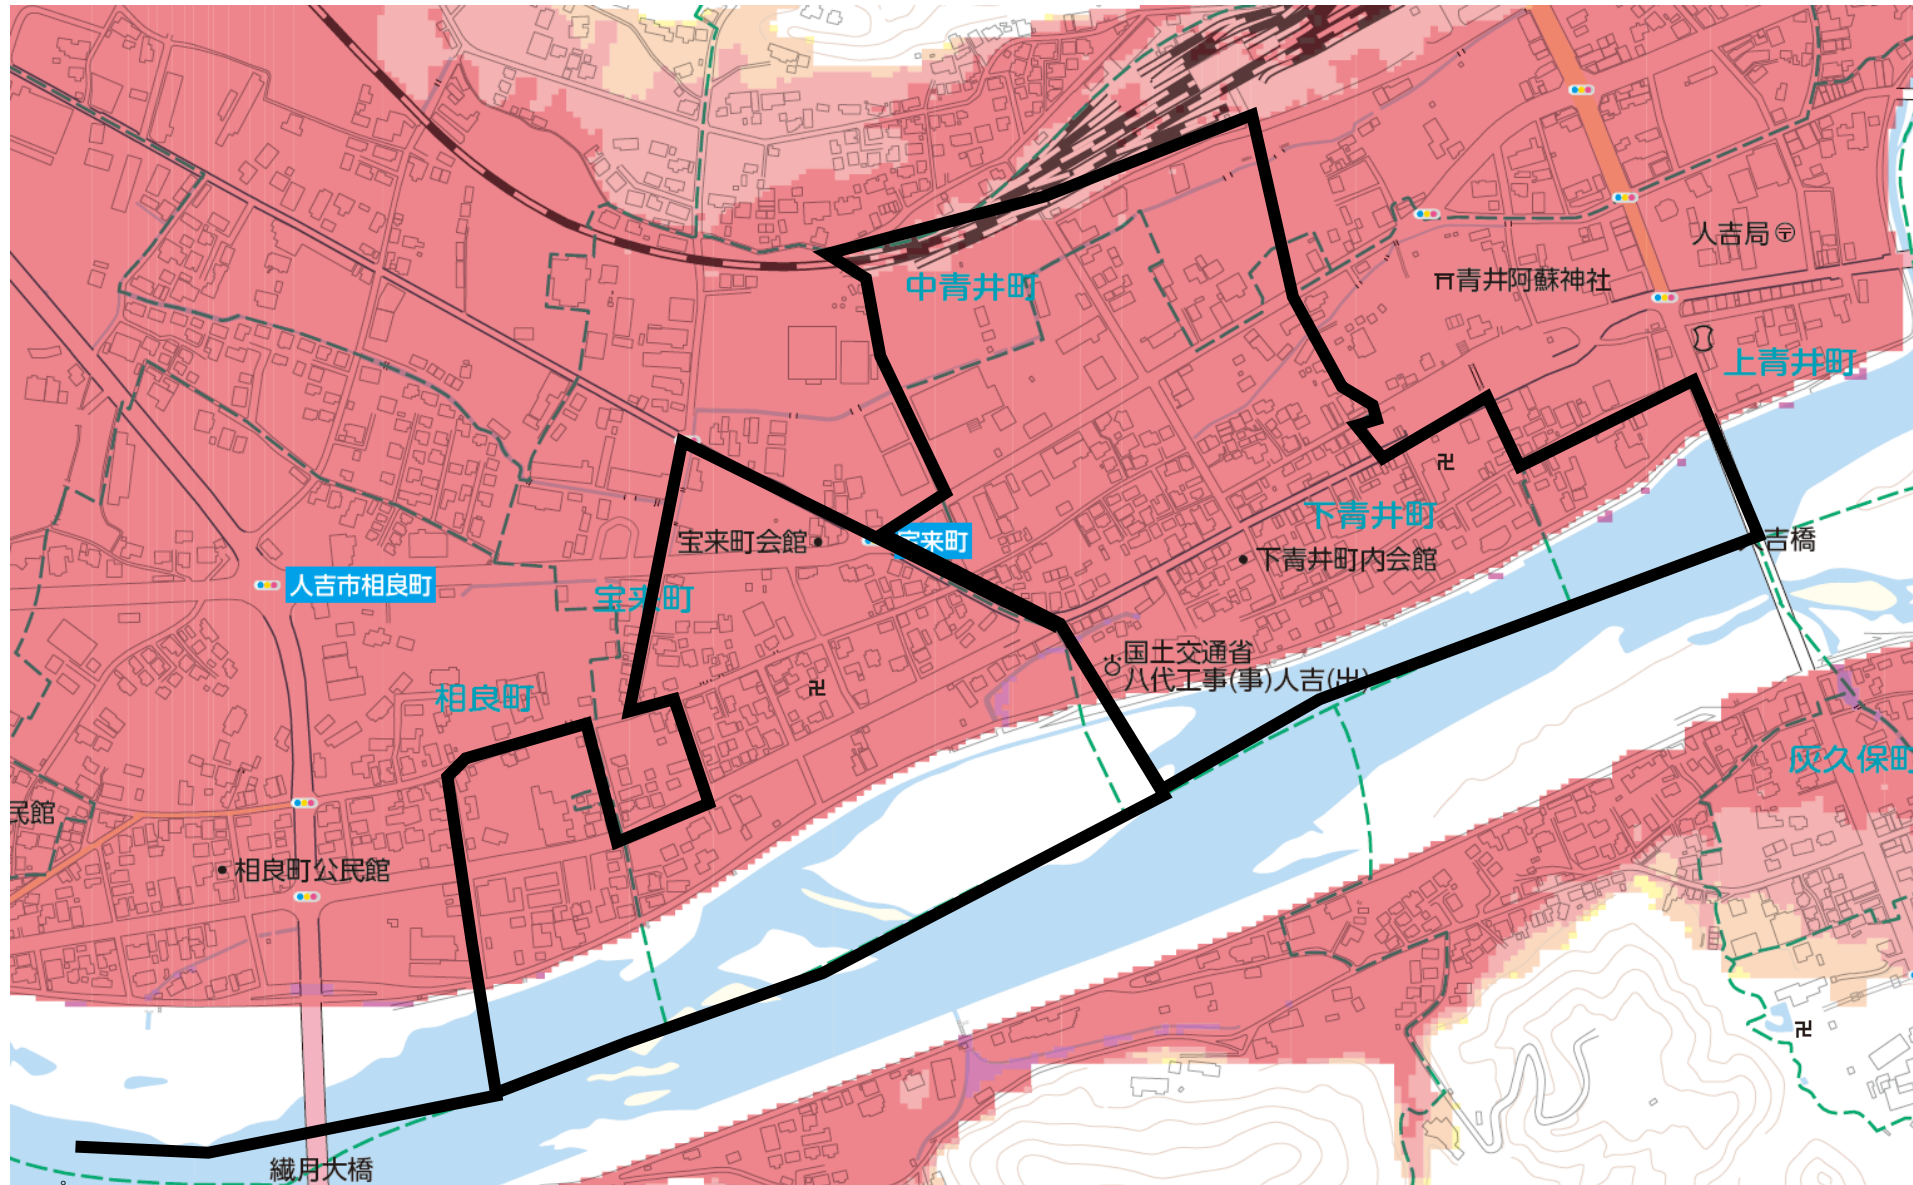 人吉局
青井阿蘇神社
中青井町
上青井町
下青井町
宝来町会館
宝来町
吉橋
下青井町内会館
人吉市相良町
宝来町
国土交通省
八代工事(事)人吉(出)
相良町
灰久保町
民館
相良町公民館
繊月大橋